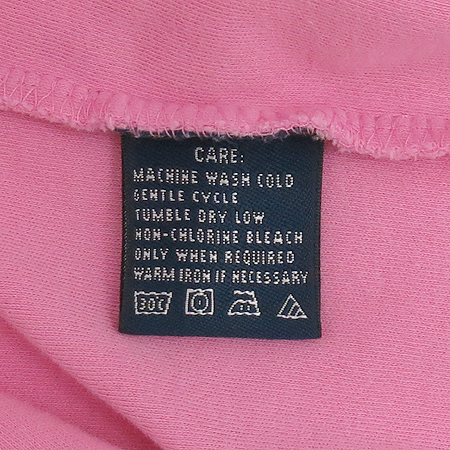 CARE:
MACHINE WASH COLD
GENTLE CYCLE
TUMBLE DRY LOW
NON-CHLORINE BLEACH
ONLY WHEN REQUIRED
WARM IRON IF NECESSARY
30C